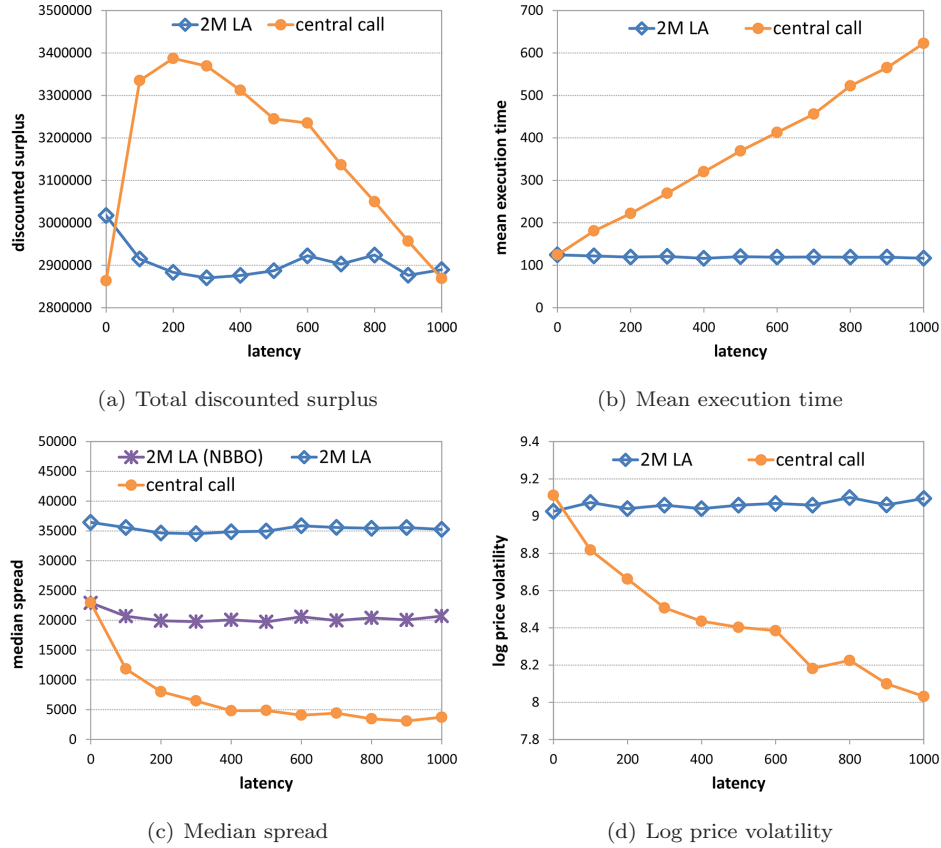 2M LA
central call
3500000
3400000
3300000
3200000
3100000
3000000
2900000
2800000
discounted surplus
0 200 400 600 800 1000
latency
(a) Total discounted surplus
2M LA
central call
700
600
500
400
300
200
100
0
mean execution time
0 200 400 600 800 1000
latency
(b) Mean execution time
2M LA (NBBO)
2M LA
central call
50000
45000
40000
35000
30000
25000
20000
15000
10000
5000
0
median spread
0 200 400 600 800 1000
latency
(c) Median spread
2M LA
central call
9.4
9.2
9
8.8
8.6
8.4
8.2
8
7.8
log price volatility
0 200 400 600 800 1000
latency
(d) Log price volatility